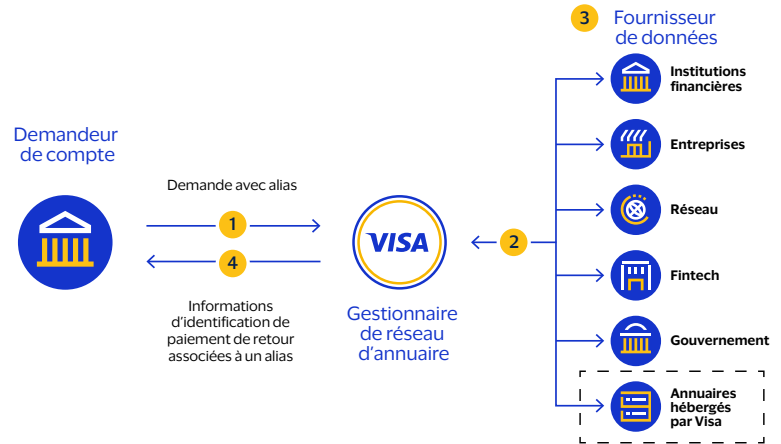 3
Fournisseur
de données
Institutions
financières
Demandeur
de compte
Entreprises
Demande avec alias
Réseau
1
VISA
2
4
Fintech
Informations
d'identification de
paiement de retour
associées à un alias
Gestionnaire
de réseau
d'annuaire
Gouvernement
Annuaires
hébergés
par Visa